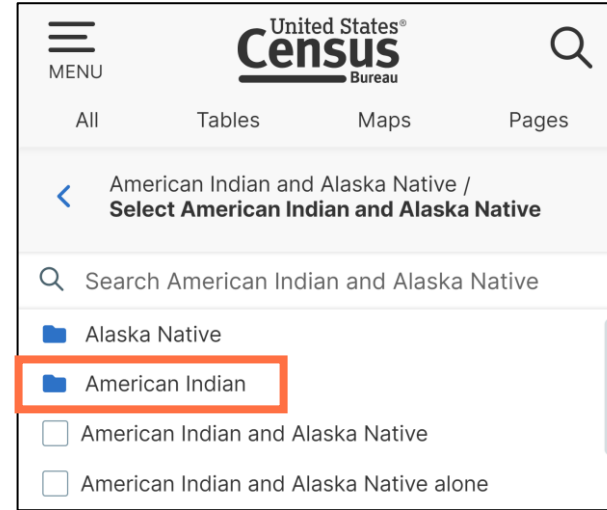 MENU
United States®
Census
Bureau
All Tables Maps Pages
American Indian and Alaska Native /
Select American Indian and Alaska Native
Search American Indian and Alaska Native
Alaska Native
American Indian
American Indian and Alaska Native
American Indian and Alaska Native alone